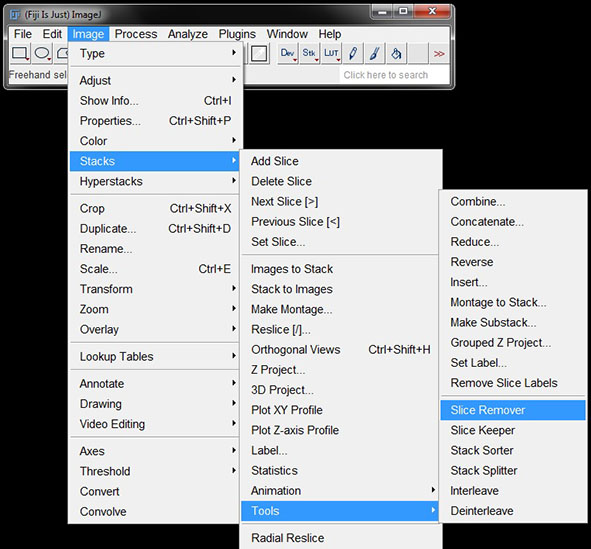 (Fiji Is Just) ImageJ
File Edit Image Process Analyze Plugins Window Help
Dev Stk LUT >>
Freehand sel
Click here to search
Type
Adjust
Show Info... Ctrl+I
Properties... Ctrl+Shift+P
Color
Stacks
Hyperstacks
Crop Ctrl+Shift+X
Duplicate... Ctrl+Shift+D
Rename...
Scale... Ctrl+E
Transform
Zoom
Overlay
Lookup Tables
Annotate
Drawing
Video Editing
Axes
Threshold
Convert
Convolve
Add Slice
Delete Slice
Next Slice [>]
Previous Slice [<]
Set Slice...
Images to Stack
Stack to Images
Make Montage...
Reslice [/]...
Orthogonal Views Ctrl+Shift+H
Z Project...
3D Project...
Plot XY Profile
Plot Z-axis Profile
Label...
Statistics
Animation
Tools
Radial Reslice
Combine...
Concatenate...
Reduce...
Reverse
Insert...
Montage to Stack...
Make Substack...
Grouped Z Project...
Set Label...
Remove Slice Labels
Slice Remover
Slice Keeper
Stack Sorter
Stack Splitter
Interleave
Deinterleave